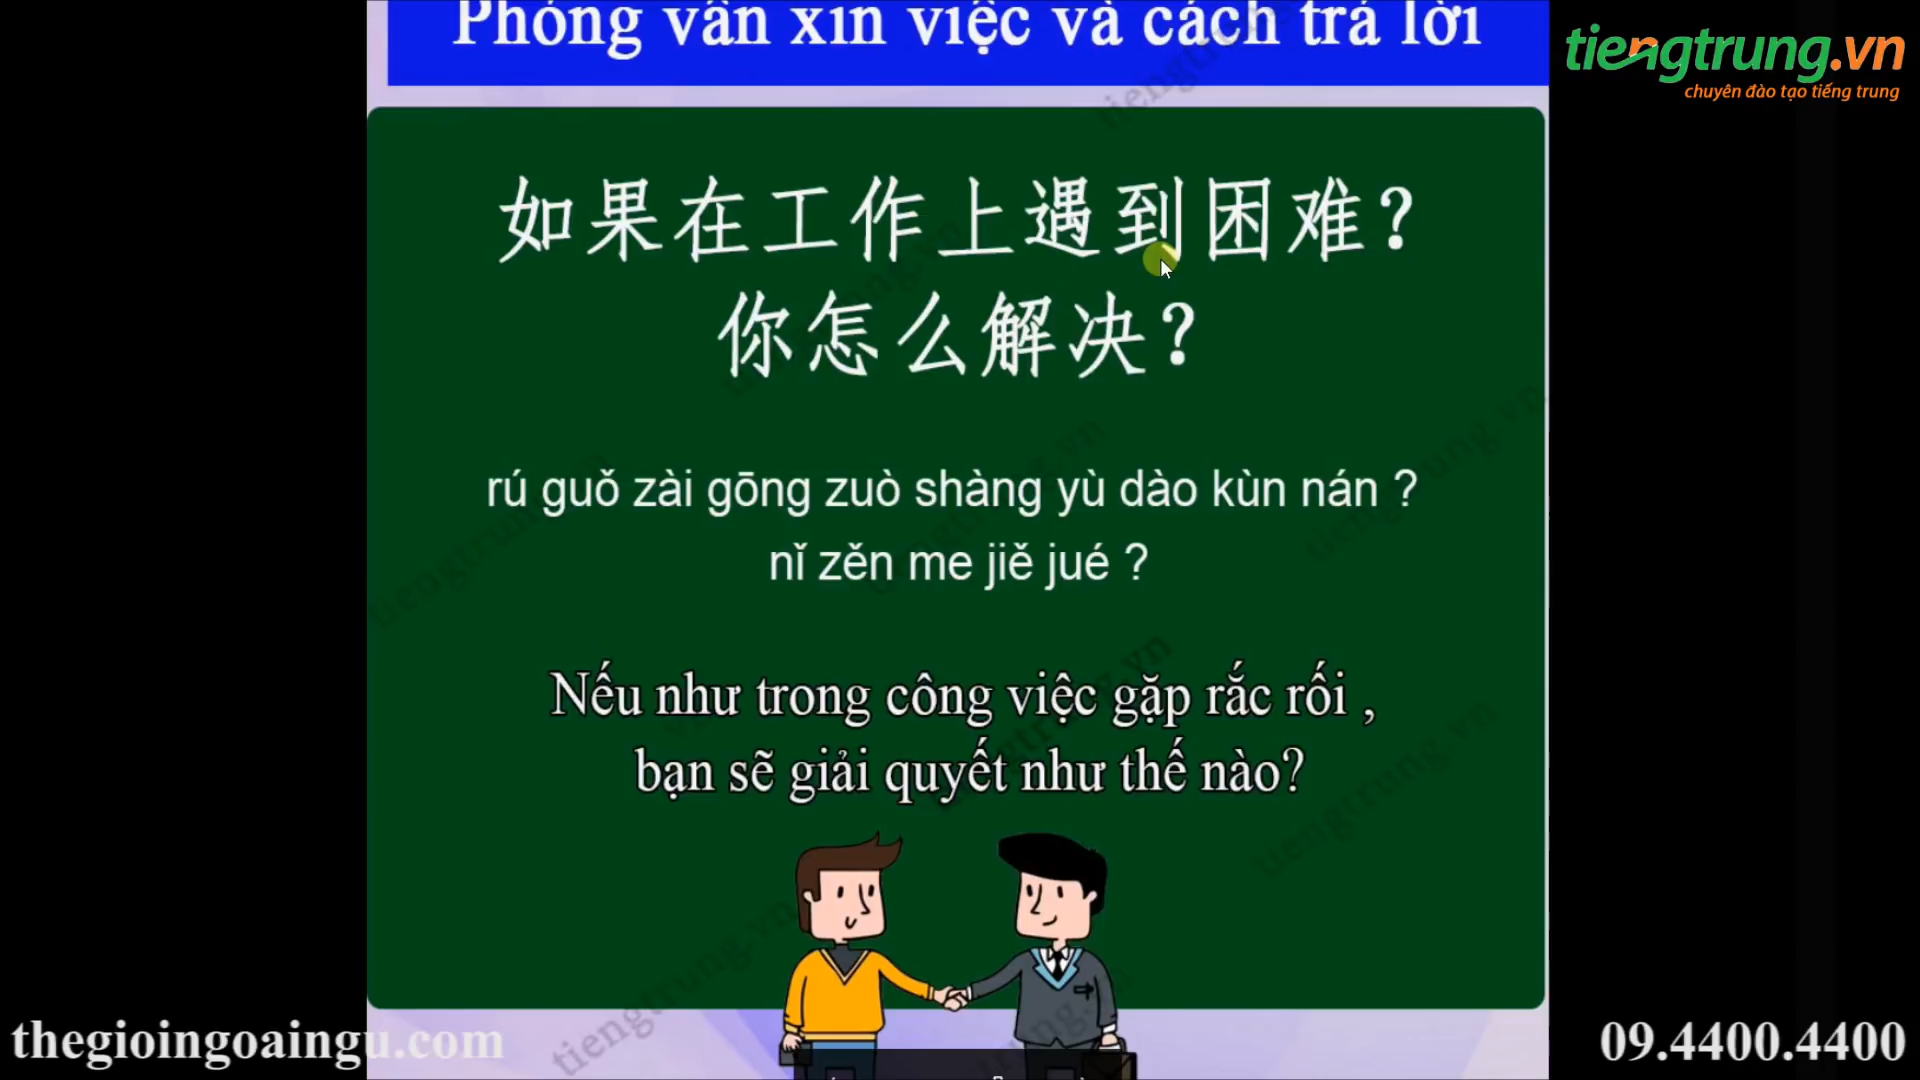 Phỏng vấn xin việc và cách trả lời
tiengtrung.vn
chuyên đào tạo tiếng trung
如果在工作上遇到困难?
你怎么解决?
rú guǒ zài gōng zuò shàng yù dào kùn nán ?
nǐ zěn me jiě jué ?
Nếu như trong công việc gặp rắc rối ,
bạn sẽ giải quyết như thế nào?
thegioingoaingu.com
09.4400.4400